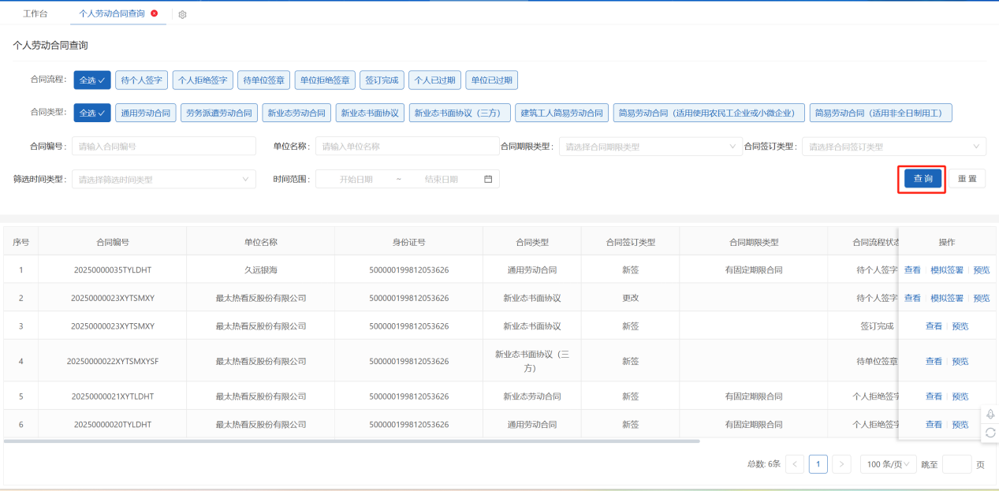 工作台 个人劳动合同查询
个人劳动合同查询
合同流程: 全选 待个人签字 个人拒绝签字 待单位签章 单位拒绝签章 签订完成 个人已过期 单位已过期
合同类型: 全选 通用劳动合同 劳务派遣劳动合同 新业态劳动合同 新业态书面协议 新业态书面协议（三方） 建筑工人简易劳动合同 简易劳动合同（适用使用农民工企业或小微企业） 简易劳动合同（适用非全日制用工）
合同编号: 请输入合同编号 单位名称: 请输入单位名称 合同期限类型: 请选择合同期限类型 合同签订类型: 请选择合同签订类型
筛选时间类型: 请选择筛选时间类型 时间范围: 开始日期 ~ 结束日期 查 询 重 置
序号 合同编号 单位名称 身份证号 合同类型 合同签订类型 合同期限类型 合同流程状态 操作
1 20250000035TYLDHT 久远银海 500000199812053626 通用劳动合同 新签 有固定期限合同 待个人签字 查看 模拟签署 预览
2 20250000023XYTSMXY 最太热看反股份有限公司 500000199812053626 新业态书面协议 更改 待个人签字 查看 模拟签署 预览
3 20250000023XYTSMXY 最太热看反股份有限公司 500000199812053626 新业态书面协议 新签 签订完成 查看 预览
4 20250000022XYTSMXYSF 最太热看反股份有限公司 500000199812053626 新业态书面协议（三
方） 新签 待单位签章 查看 预览
5 20250000021XYTLDHT 最太热看反股份有限公司 500000199812053626 新业态劳动合同 新签 有固定期限合同 个人拒绝签字 查看 预览
6 20250000020TYLDHT 最太热看反股份有限公司 500000199812053626 通用劳动合同 新签 有固定期限合同 个人拒绝签字 查看 预览
总数: 6条 < 1 > 100 条/页 跳至 页